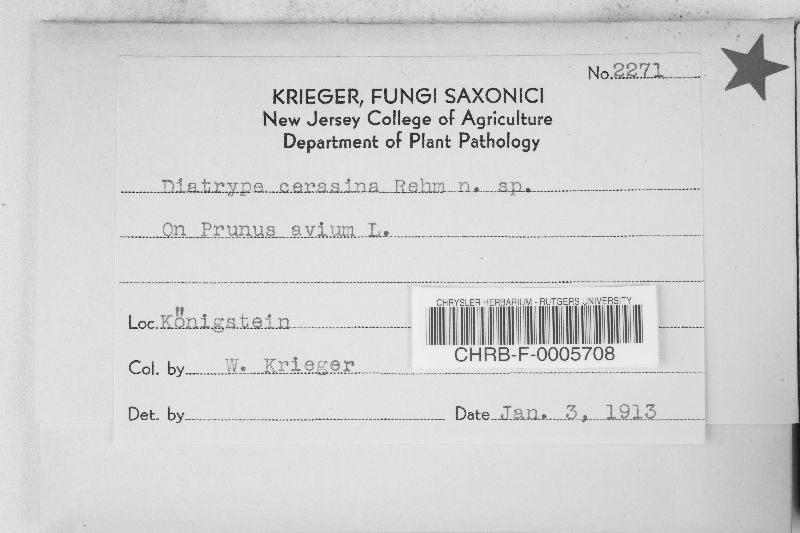 No. 2271
KRIEGER, FUNGI SAXONICI
New Jersey College of Agriculture
Department of Plant Pathology
Diatrype cerasina Rehm n. sp.
On Prunus avium L.
Loc. Königstein
CHRYSLER HERBARIUM - RUTGERS UNIVERSITY
CHRB-F-0005708
Col. by W. Krieger
Det. by
Date Jan. 3, 1913